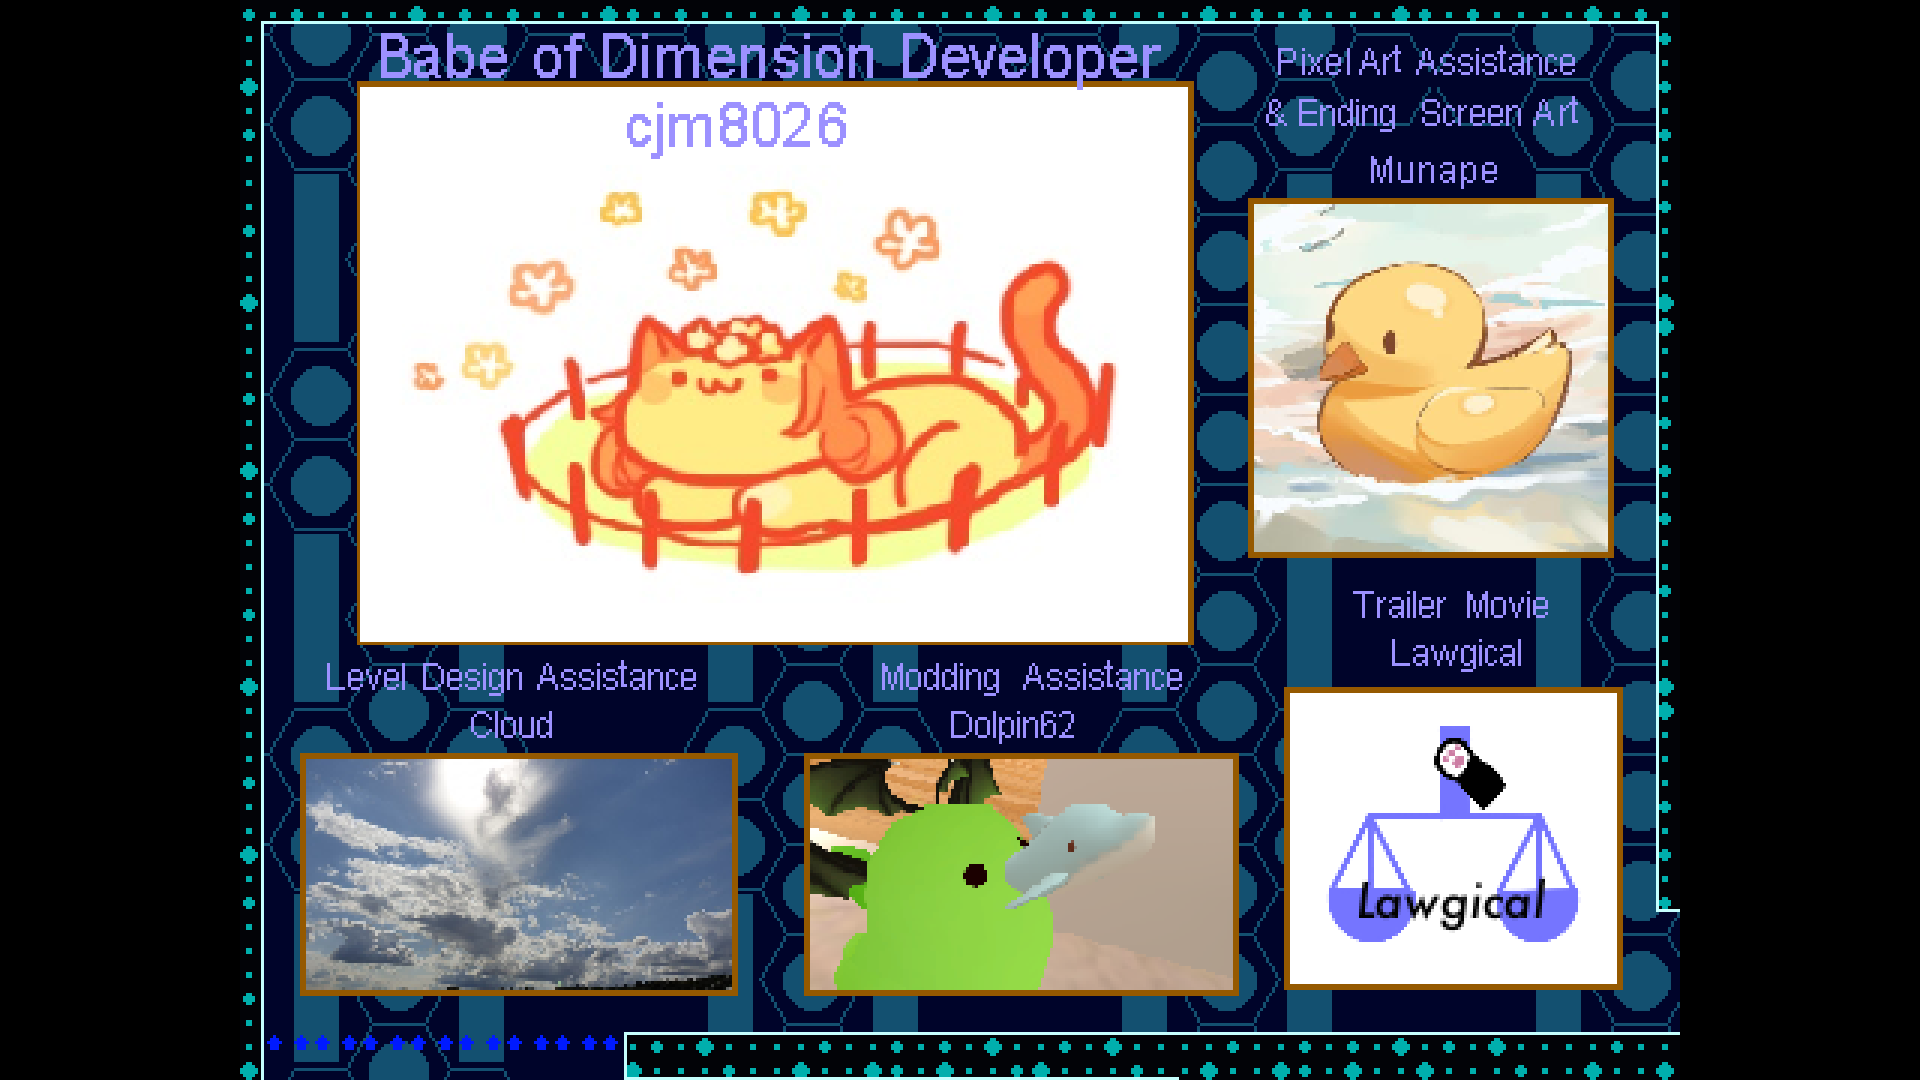 Babe of Dimension Developer
cjm8026
Pixel Art Assistance
& Ending Screen Art
Munape
Trailer Movie
Lawgical
Level Design Assistance
Cloud
Modding Assistance
Dolpin62
Lawgical